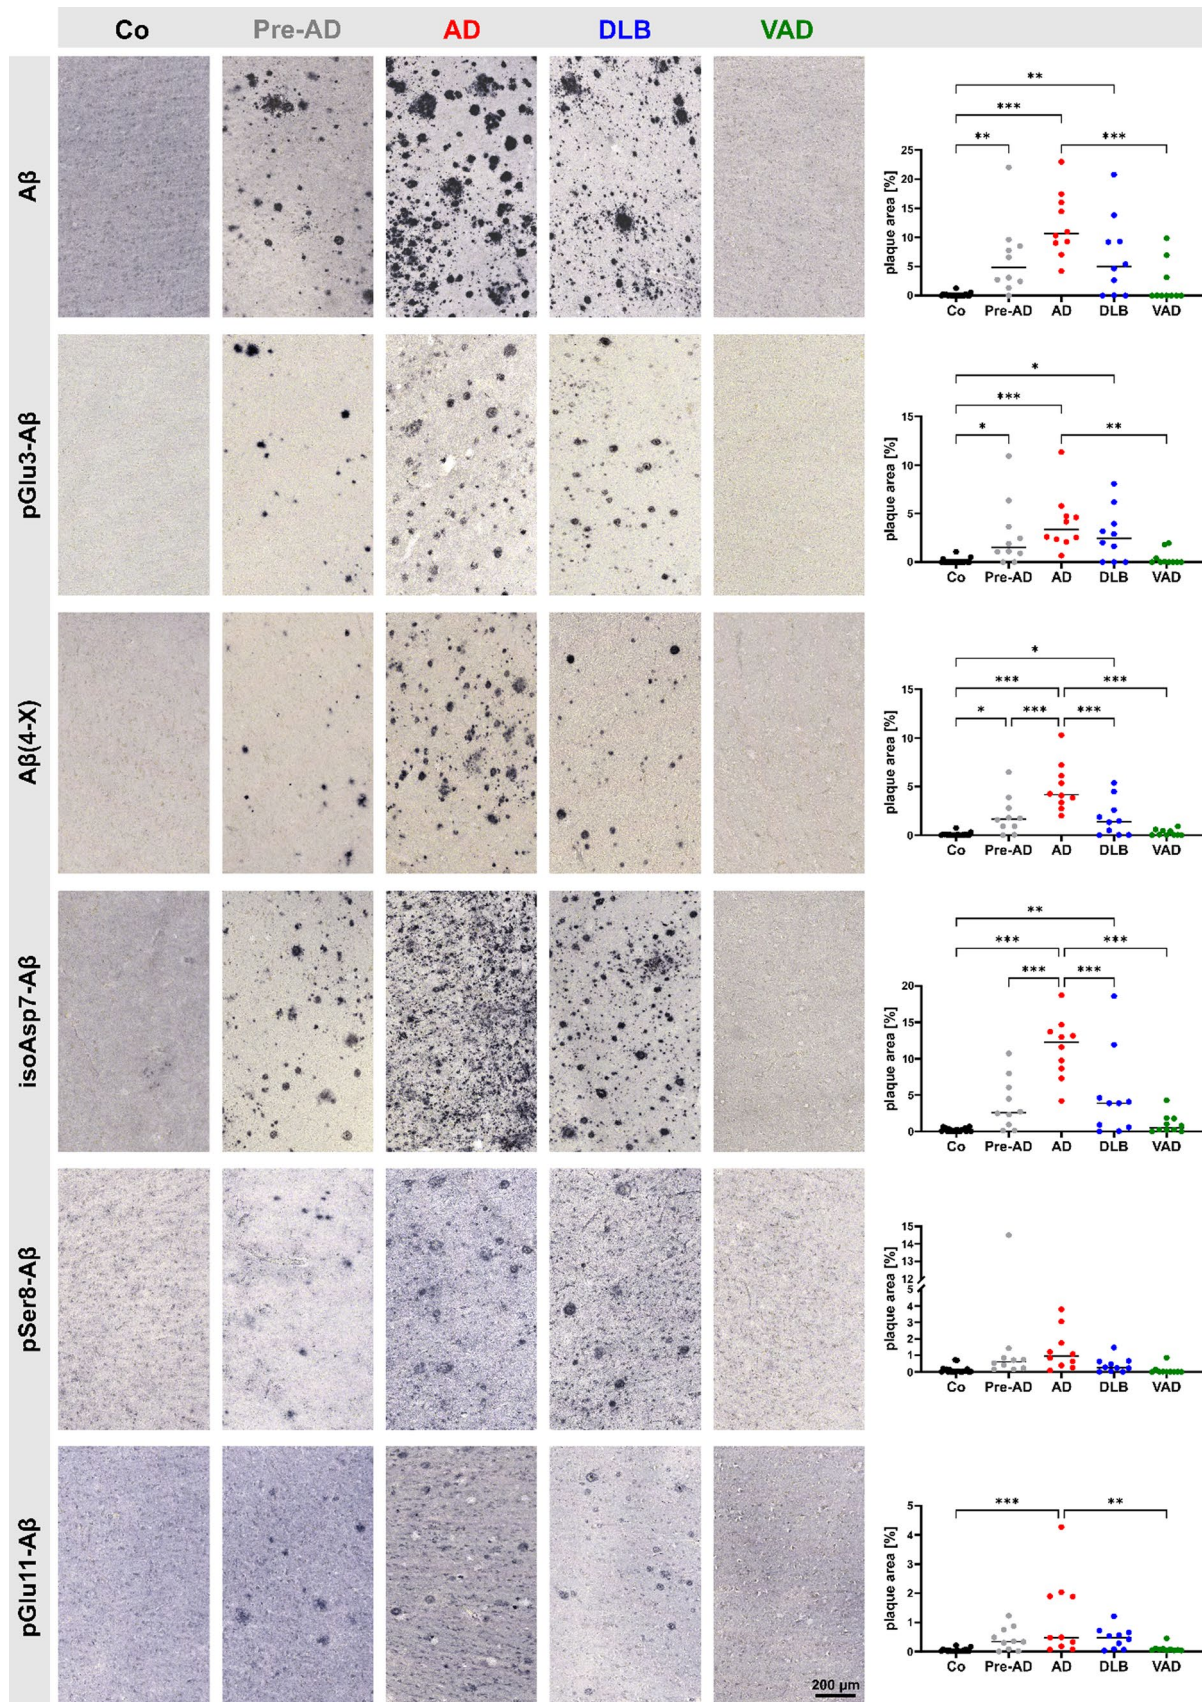 Co Pre-AD AD DLB VAD
Aβ
**
***
** ***
plaque area [%]
25
20
15
10
5
0
Co Pre-AD AD DLB VAD
pGlu3-Aβ
*
***
* **
plaque area [%]
15
10
5
0
Co Pre-AD AD DLB VAD
Aβ(4-X)
*
*** ***
* *** ***
plaque area [%]
15
10
5
0
Co Pre-AD AD DLB VAD
isoAsp7-Aβ
**
*** ***
*** ***
plaque area [%]
20
15
10
5
0
Co Pre-AD AD DLB VAD
pSer8-Aβ
plaque area [%]
15
14
13
12
5
4
3
2
1
0
Co Pre-AD AD DLB VAD
pGlu11-Aβ
*** **
plaque area [%]
5
4
3
2
1
0
Co Pre-AD AD DLB VAD
200 µm